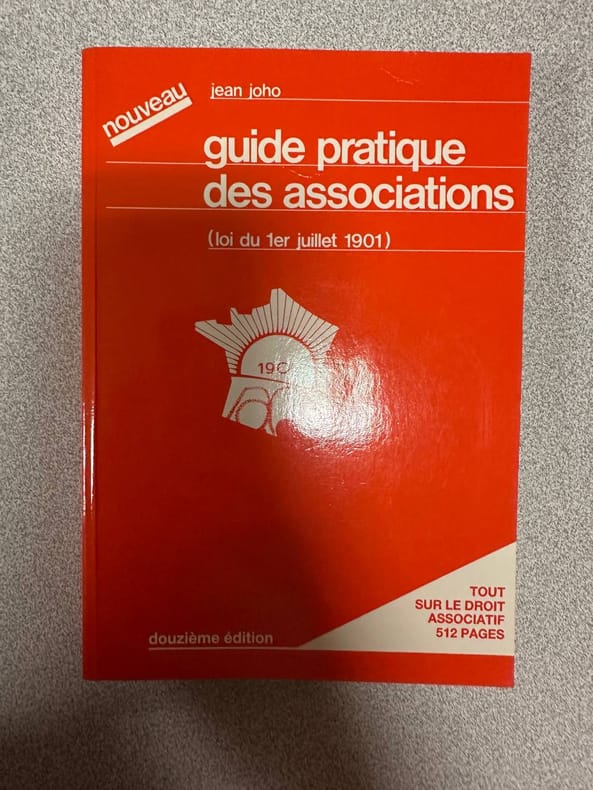 nouveau
jean joho
guide pratique
des associations
(loi du 1er juillet 1901)
douzième édition
TOUT
SUR LE DROIT
ASSOCIATIF
512 PAGES